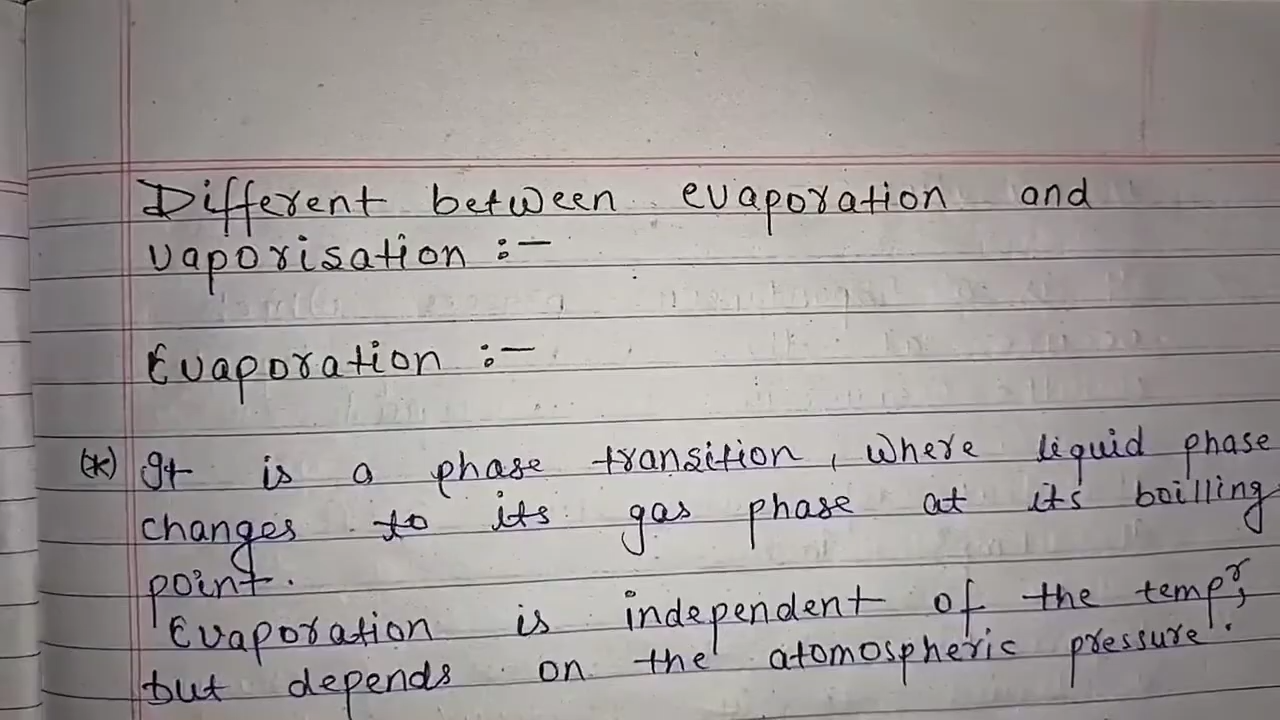 Different between evaporation and
vaporisation :-
Evaporation :-
(*) It is a phase transition, where liquid phase
changes to its gas phase at its boilling
point.
Evaporation is independent of the tempr,
but depends on the atomospheric pressure.